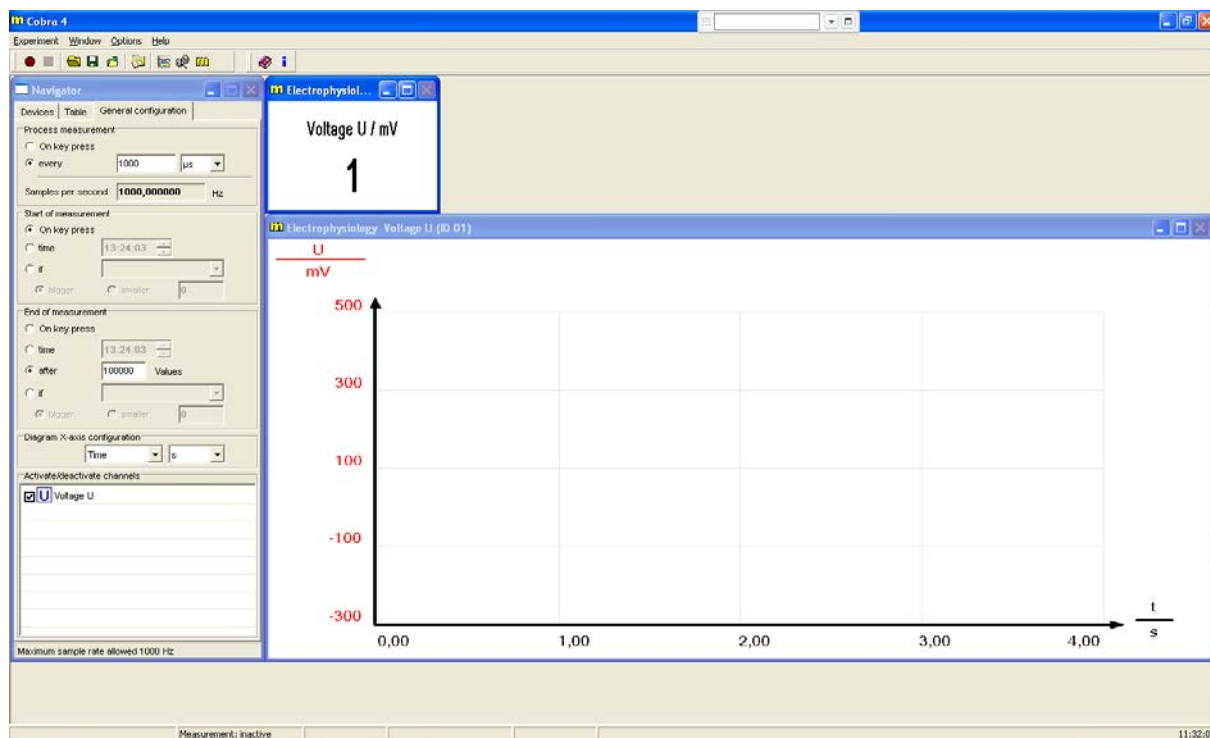 Cobra 4
Experiment Window Options Help
Navigator
Devices Table General configuration
Process measurement
On key press
every 1000 µs
Samples per second 1000,000000 Hz
Start of measurement
On key press
time 13:24:03
if
bigger smaller 0
End of measurement
On key press
time 13:24:03
after 100000 Values
if
bigger smaller 0
Diagram X-axis configuration
Time s
Activate/deactivate channels
U Voltage U
Maximum sample rate allowed 1000 Hz
Electrophysiol...
Voltage U / mV
1
Electrophysiology Voltage U (ID 01)
U
mV
500
300
100
-100
-300
0,00 1,00 2,00 3,00 4,00
t
s
Measurement: inactive